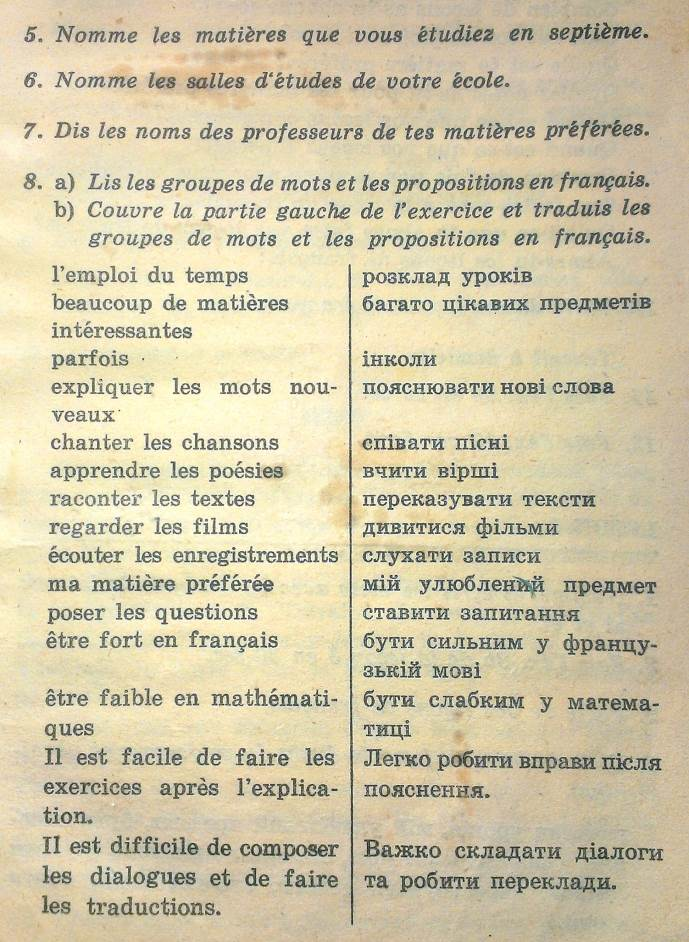 5. Nomme les matières que vous étudiez en septième.
6. Nomme les salles d'études de votre école.
7. Dis les noms des professeurs de tes matières préférées.
8. a) Lis les groupes de mots et les propositions en français.
b) Couvre la partie gauche de l'exercice et traduis les
groupes de mots et les propositions en français.
l'emploi du temps розклад уроків
beaucoup de matières багато цікавих предметів
intéressantes
parfois інколи
expliquer les mots nou- пояснювати нові слова
veaux
chanter les chansons співати пісні
apprendre les poésies вчити вірші
raconter les textes переказувати тексти
regarder les films дивитися фільми
écouter les enregistrements слухати записи
ma matière préférée мій улюблений предмет
poser les questions ставити запитання
être fort en français бути сильним у францу-
зькій мові
être faible en mathémati- бути слабким у матема-
ques тиці
Il est facile de faire les Легко робити вправи після
exercices après l'explica- пояснення.
tion.
Il est difficile de composer Важко складати діалоги
les dialogues et de faire та робити переклади.
les traductions.